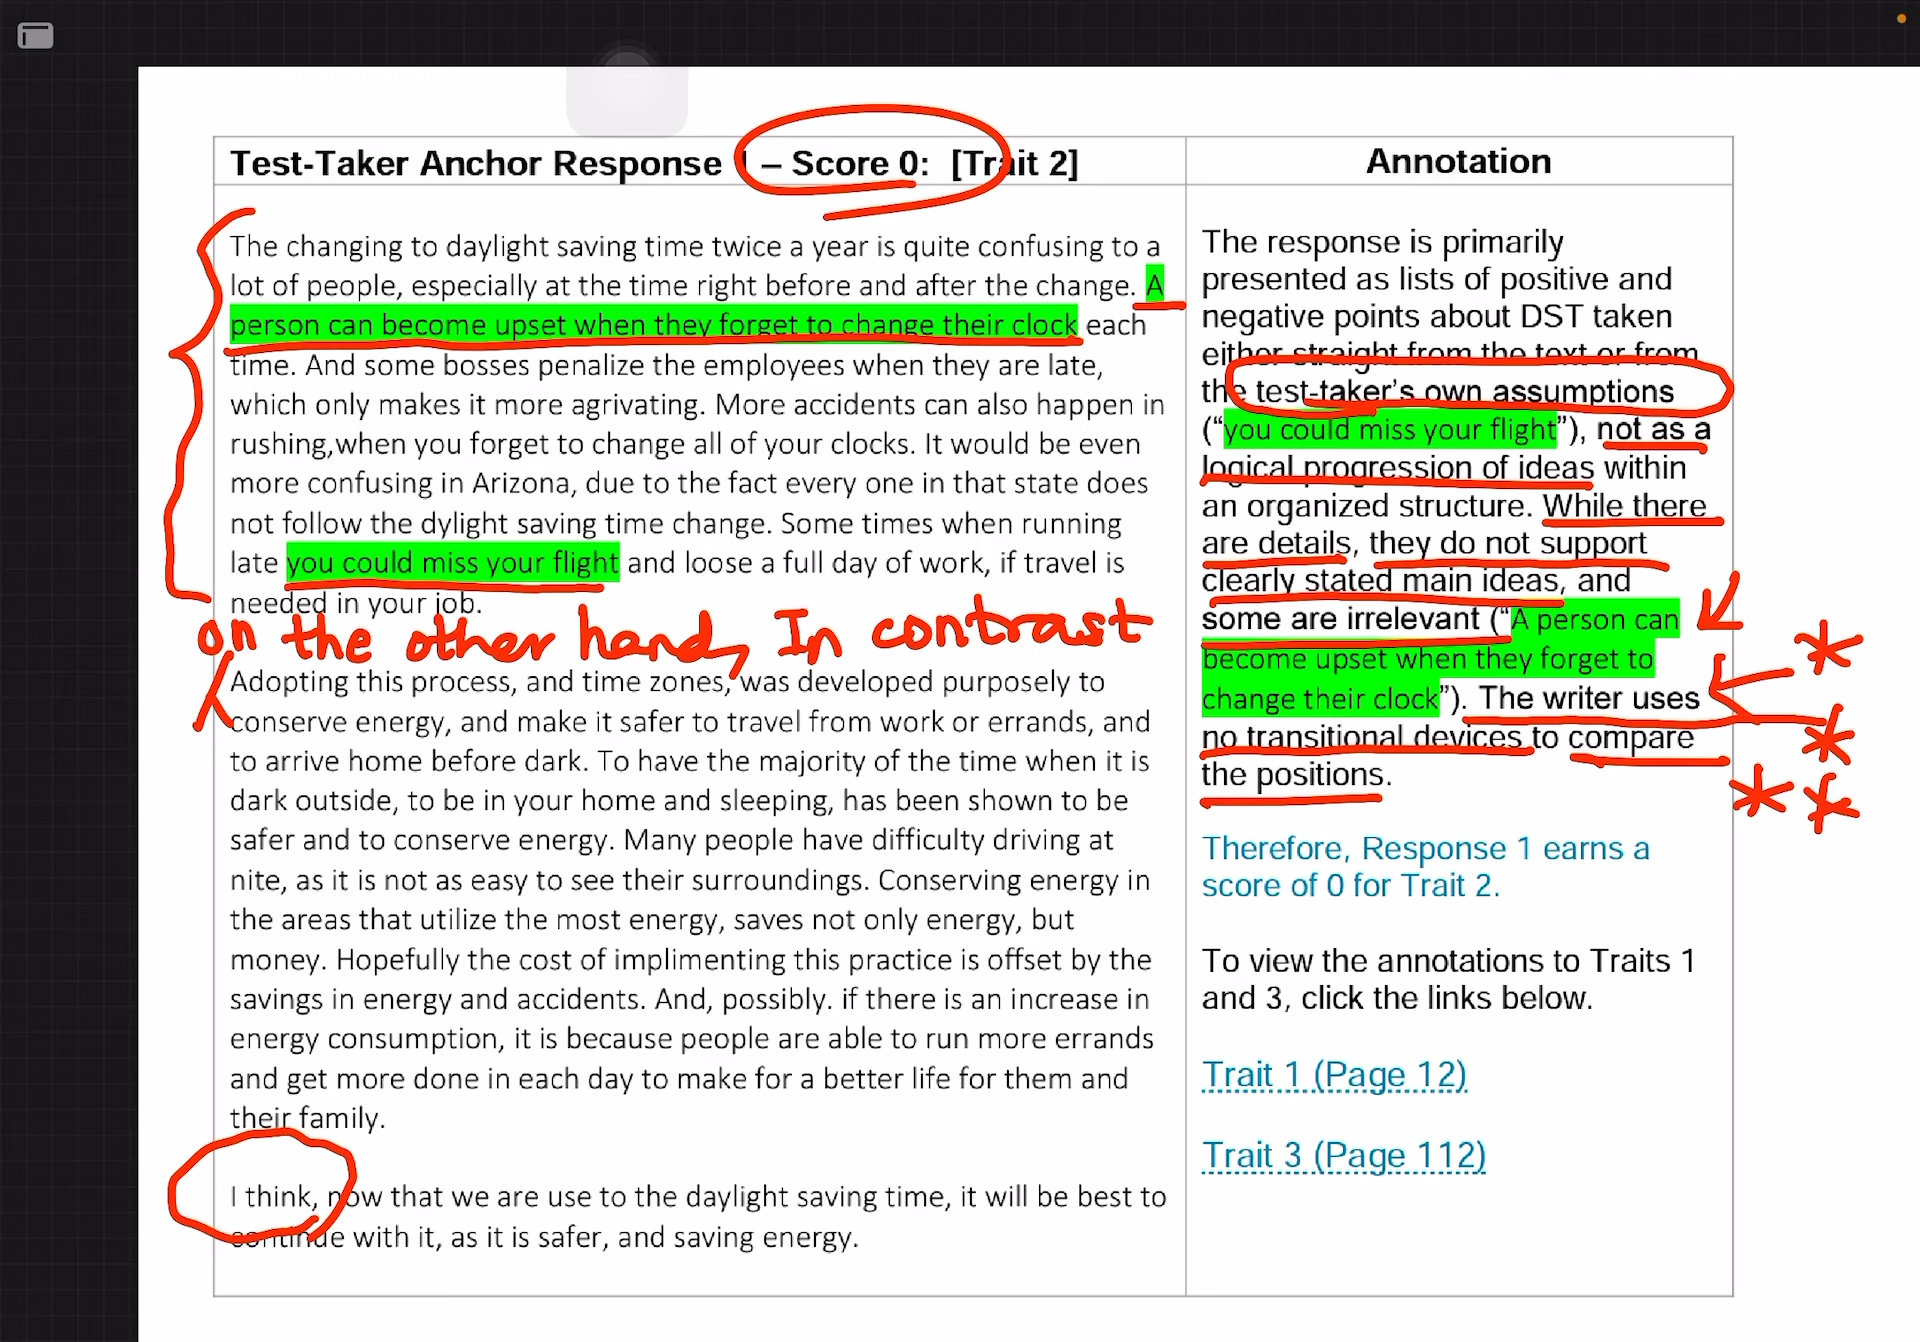 Test-Taker Anchor Response 1 – Score 0: [Trait 2]
The changing to daylight saving time twice a year is quite confusing to a
lot of people, especially at the time right before and after the change. A
person can become upset when they forget to change their clock each
time. And some bosses penalize the employees when they are late,
which only makes it more agrivating. More accidents can also happen in
rushing,when you forget to change all of your clocks. It would be even
more confusing in Arizona, due to the fact every one in that state does
not follow the dylight saving time change. Some times when running
late you could miss your flight and loose a full day of work, if travel is
needed in your job.
on the other hand, In contrast
Adopting this process, and time zones, was developed purposely to
conserve energy, and make it safer to travel from work or errands, and
to arrive home before dark. To have the majority of the time when it is
dark outside, to be in your home and sleeping, has been shown to be
safer and to conserve energy. Many people have difficulty driving at
nite, as it is not as easy to see their surroundings. Conserving energy in
the areas that utilize the most energy, saves not only energy, but
money. Hopefully the cost of implimenting this practice is offset by the
savings in energy and accidents. And, possibly. if there is an increase in
energy consumption, it is because people are able to run more errands
and get more done in each day to make for a better life for them and
their family.
I think, now that we are use to the daylight saving time, it will be best to
continue with it, as it is safer, and saving energy.
Annotation
The response is primarily
presented as lists of positive and
negative points about DST taken
either straight from the text or from
the test-taker's own assumptions
("you could miss your flight"), not as a
logical progression of ideas within
an organized structure. While there
are details, they do not support
clearly stated main ideas, and
some are irrelevant ("A person can
become upset when they forget to
change their clock"). The writer uses
no transitional devices to compare
the positions.
Therefore, Response 1 earns a
score of 0 for Trait 2.
To view the annotations to Traits 1
and 3, click the links below.
Trait 1 (Page 12)
Trait 3 (Page 112)